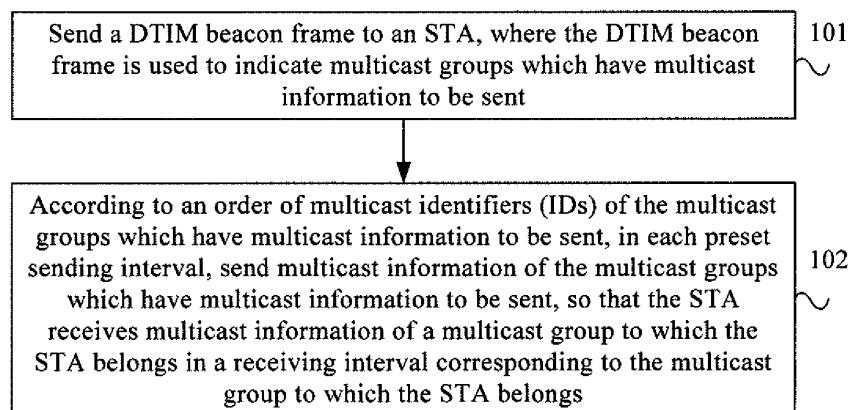 Send a DTIM beacon frame to an STA, where the DTIM beacon
frame is used to indicate multicast groups which have multicast
information to be sent
101
According to an order of multicast identifiers (IDs) of the multicast
groups which have multicast information to be sent, in each preset
sending interval, send multicast information of the multicast groups
which have multicast information to be sent, so that the STA
receives multicast information of a multicast group to which the
STA belongs in a receiving interval corresponding to the multicast
group to which the STA belongs
102